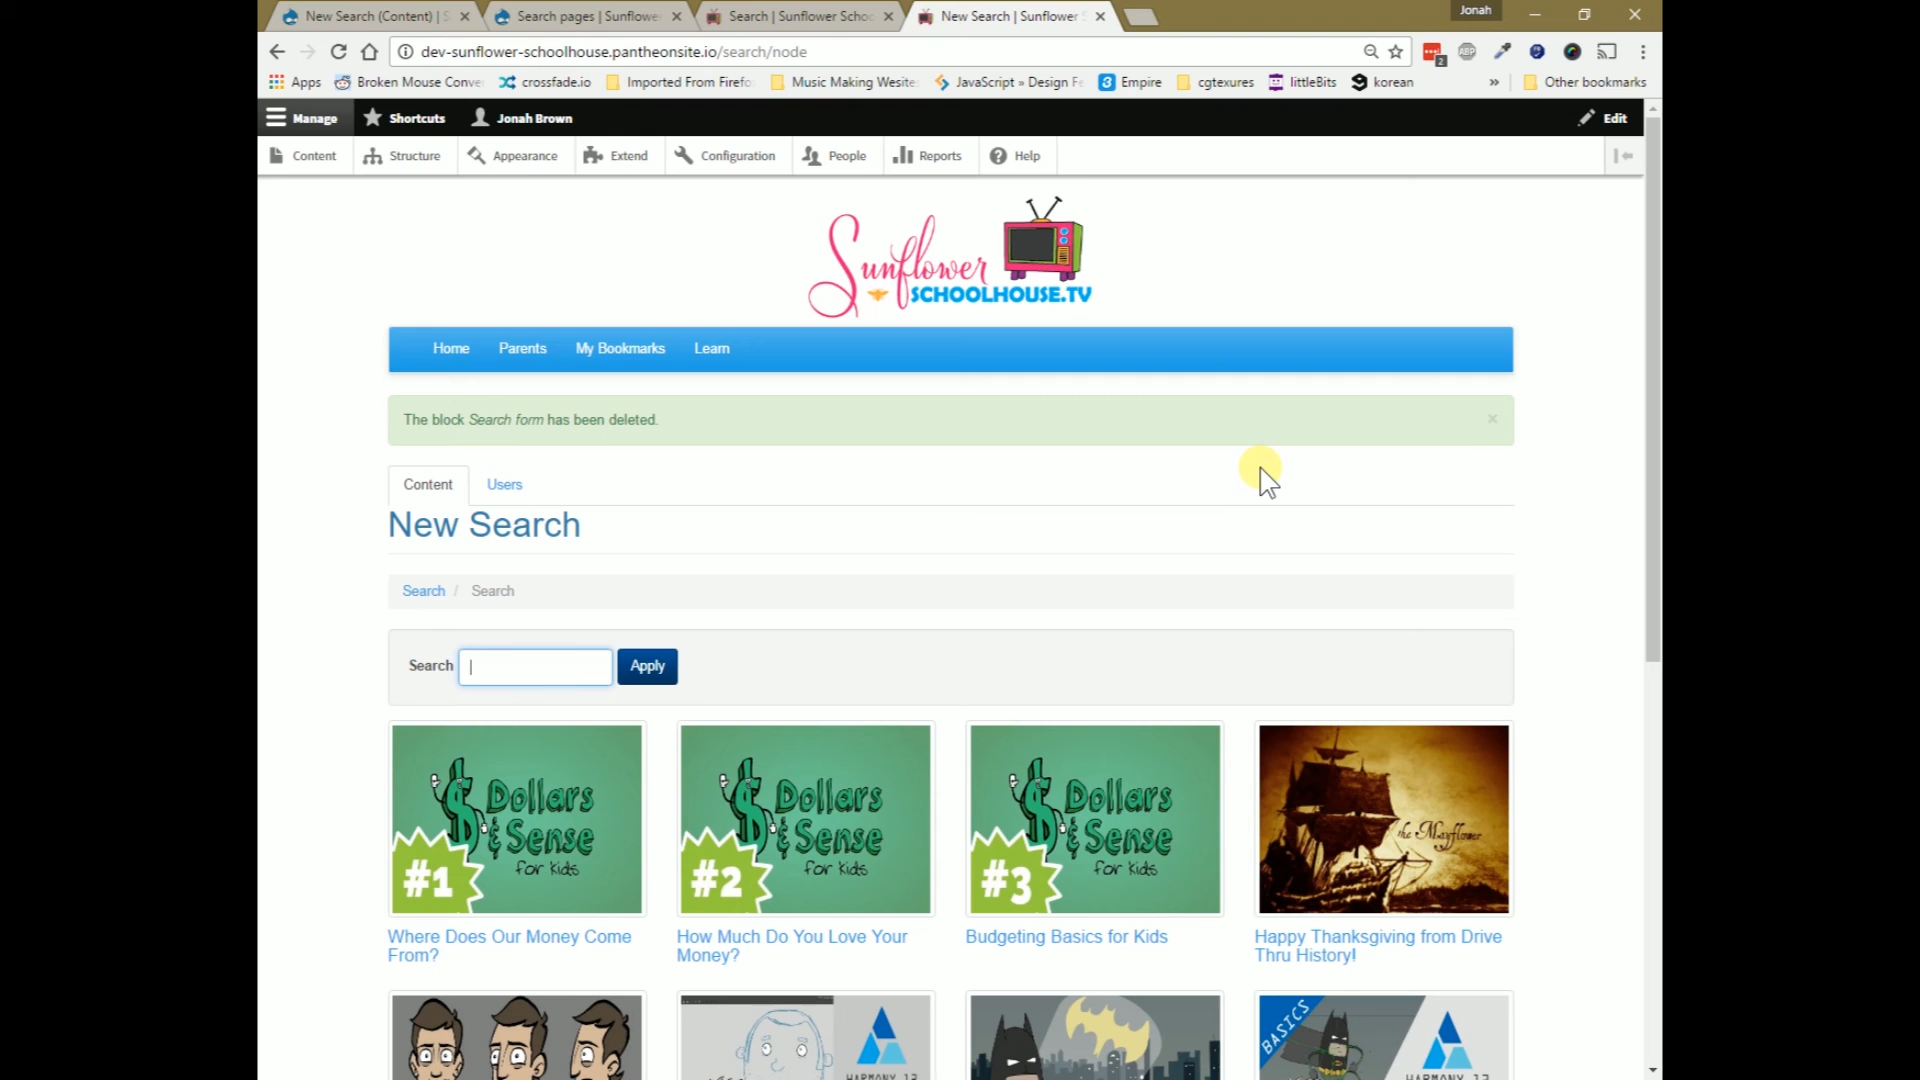 New Search (Content) | S
Search pages | Sunflower
Search | Sunflower Schoo
New Search | Sunflower S
Jonah
dev-sunflower-schoolhouse.pantheonsite.io/search/node
2
ABP
Apps
Broken Mouse Conve
crossfade.io
Imported From Firefo
Music Making Wesite
JavaScript » Design Fe
Empire
cgtexures
littleBits
korean
»
Other bookmarks
Manage
Shortcuts
Jonah Brown
Edit
Content
Structure
Appearance
Extend
Configuration
People
Reports
Help
Sunflower
SCHOOLHOUSE.TV
Home
Parents
My Bookmarks
Learn
The block Search form has been deleted.
×
Content
Users
New Search
Search / Search
Search
Apply
Dollars & Sense for kids #1
Dollars & Sense for kids #2
Dollars & Sense for kids #3
the Mayflower
Where Does Our Money Come
From?
How Much Do You Love Your
Money?
Budgeting Basics for Kids
Happy Thanksgiving from Drive
Thru History!
HARMONY 12
BASICS
HARMONY 12